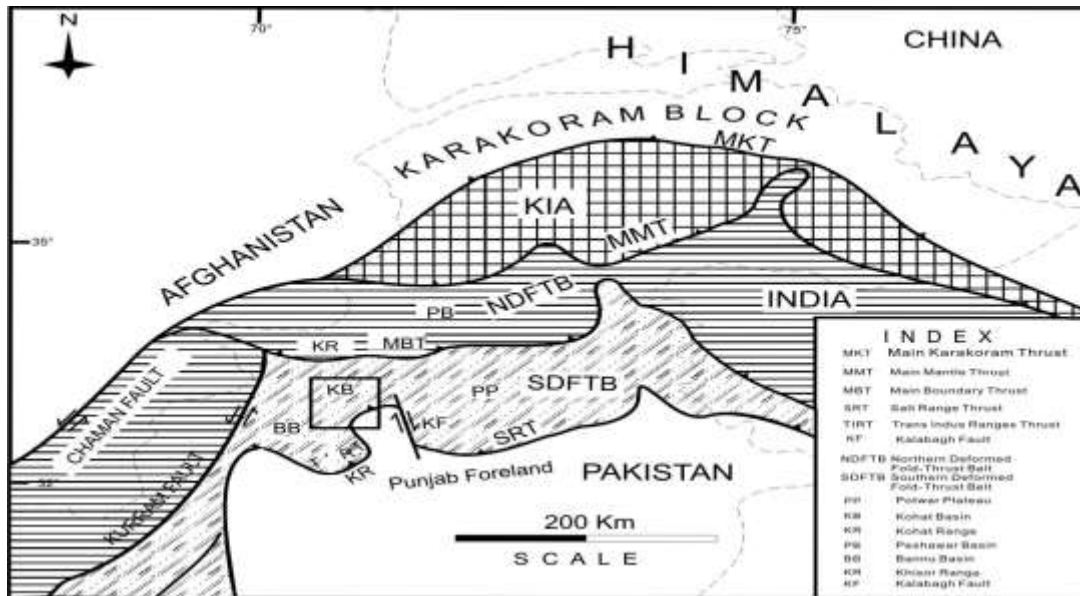 N
70°
75°
CHINA
HIMALAYA
KARAKORAM BLOCK
MKT
KIA
MMT
35°
AFGHANISTAN
NDFTB
PB
INDIA
KR
MBT
SDFTB
PP
KB
CHAMAN FAULT
BB
KF
SRT
KR
KURRAM FAULT
Punjab Foreland
PAKISTAN
32°
200 Km
SCALE
INDEX
MKT Main Karakoram Thrust
MMT Main Mantle Thrust
MBT Main Boundary Thrust
SRT Salt Range Thrust
TIRT Trans Indus Ranges Thrust
KF Kalabagh Fault
NDFTB Northern Deformed
Fold-Thrust Belt
SDFTB Southern Deformed
Fold-Thrust Belt
PP Potwar Plateau
KB Kohat Basin
KR Kohat Range
PB Peshawar Basin
BB Bannu Basin
KR Khisor Range
KF Kalabagh Fault